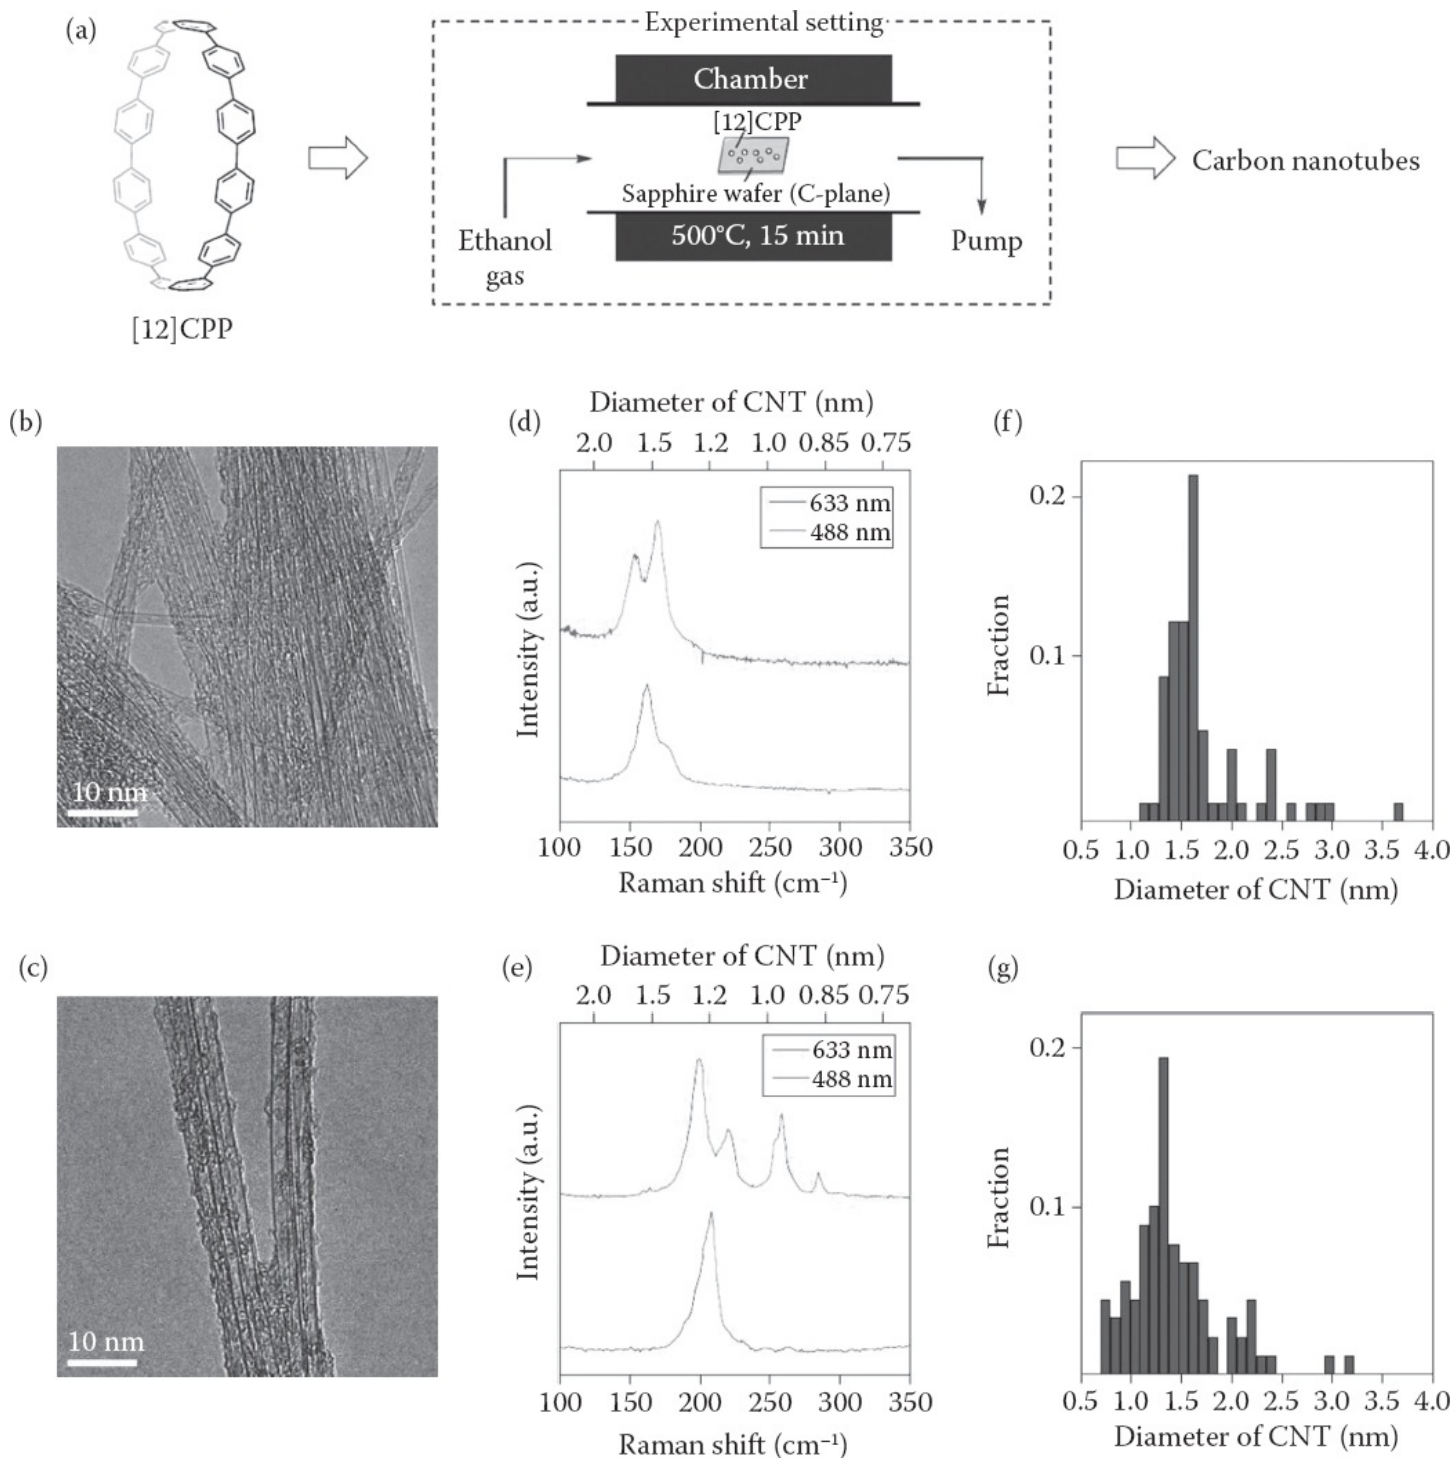 (a)
Experimental setting
Chamber
[12]CPP
Sapphire wafer (C-plane)
500°C, 15 min
Ethanol
gas
Pump
Carbon nanotubes
[12]CPP
(b)
10 nm
(d)
Diameter of CNT (nm)
2.0 1.5 1.2 1.0 0.85 0.75
633 nm
488 nm
Intensity (a.u.)
100 150 200 250 300 350
Raman shift (cm⁻¹)
(f)
0.2
0.1
Fraction
0.5 1.0 1.5 2.0 2.5 3.0 3.5 4.0
Diameter of CNT (nm)
(c)
10 nm
(e)
Diameter of CNT (nm)
2.0 1.5 1.2 1.0 0.85 0.75
633 nm
488 nm
Intensity (a.u.)
100 150 200 250 300 350
Raman shift (cm⁻¹)
(g)
0.2
0.1
Fraction
0.5 1.0 1.5 2.0 2.5 3.0 3.5 4.0
Diameter of CNT (nm)